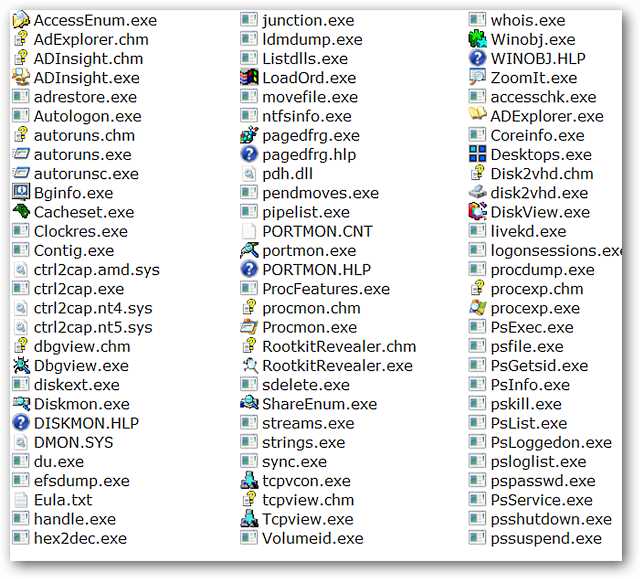 AccessEnum.exe
AdExplorer.chm
ADInsight.chm
ADInsight.exe
adrestore.exe
Autologon.exe
autoruns.chm
autoruns.exe
autorunsc.exe
Bginfo.exe
Cacheset.exe
Clockres.exe
Contig.exe
ctrl2cap.amd.sys
ctrl2cap.exe
ctrl2cap.nt4.sys
ctrl2cap.nt5.sys
dbgview.chm
Dbgview.exe
diskext.exe
Diskmon.exe
DISKMON.HLP
DMON.SYS
du.exe
efsdump.exe
Eula.txt
handle.exe
hex2dec.exe
junction.exe
ldmdump.exe
Listdlls.exe
LoadOrd.exe
movefile.exe
ntfsinfo.exe
pagedfrg.exe
pagedfrg.hlp
pdh.dll
pendmoves.exe
pipelist.exe
PORTMON.CNT
portmon.exe
PORTMON.HLP
ProcFeatures.exe
procmon.chm
Procmon.exe
RootkitRevealer.chm
RootkitRevealer.exe
sdelete.exe
ShareEnum.exe
streams.exe
strings.exe
sync.exe
tcpvcon.exe
tcpview.chm
Tcpview.exe
Volumeid.exe
whois.exe
Winobj.exe
WINOBJ.HLP
ZoomIt.exe
accesschk.exe
ADExplorer.exe
Coreinfo.exe
Desktops.exe
Disk2vhd.chm
disk2vhd.exe
DiskView.exe
livekd.exe
logonsessions.exe
procdump.exe
procexp.chm
procexp.exe
PsExec.exe
psfile.exe
PsGetsid.exe
PsInfo.exe
pskill.exe
PsList.exe
PsLoggedon.exe
psloglist.exe
pspasswd.exe
PsService.exe
psshutdown.exe
pssuspend.exe